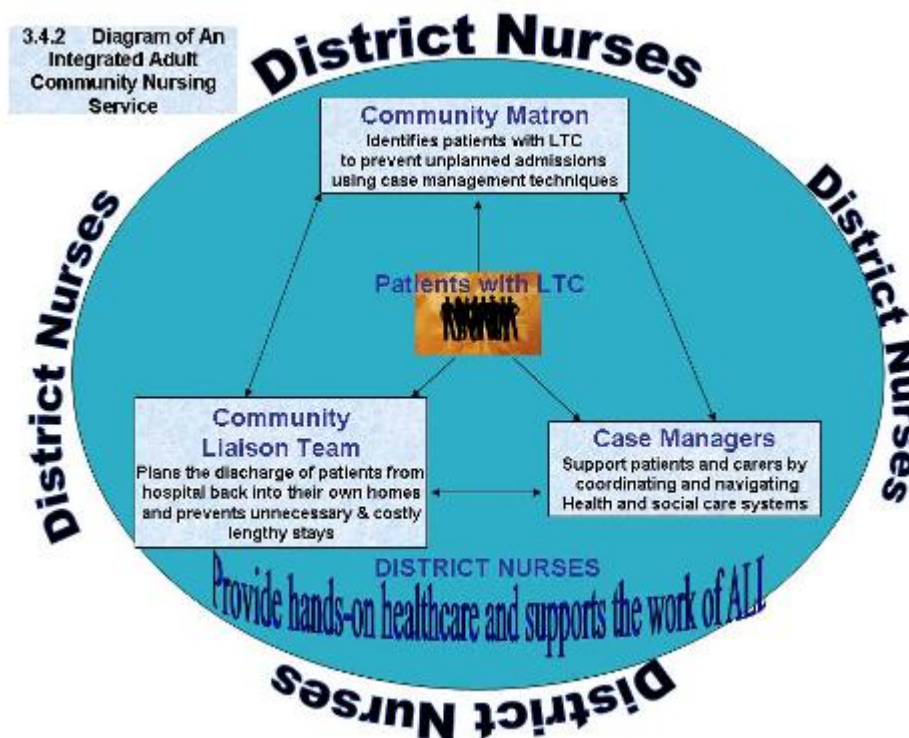 3.4.2 Diagram of An
Integrated Adult
Community Nursing
Service
District Nurses
District Nurses
District Nurses
Community Matron
Identifies patients with LTC
to prevent unplanned admissions
using case management techniques
Patients with LTC
Community
Liaison Team
Plans the discharge of patients from
hospital back into their own homes
and prevents unnecessary & costly
lengthy stays
Case Managers
Support patients and carers by
coordinating and navigating
Health and social care systems
DISTRICT NURSES
Provide hands-on healthcare and supports the work of ALL
District Nurses